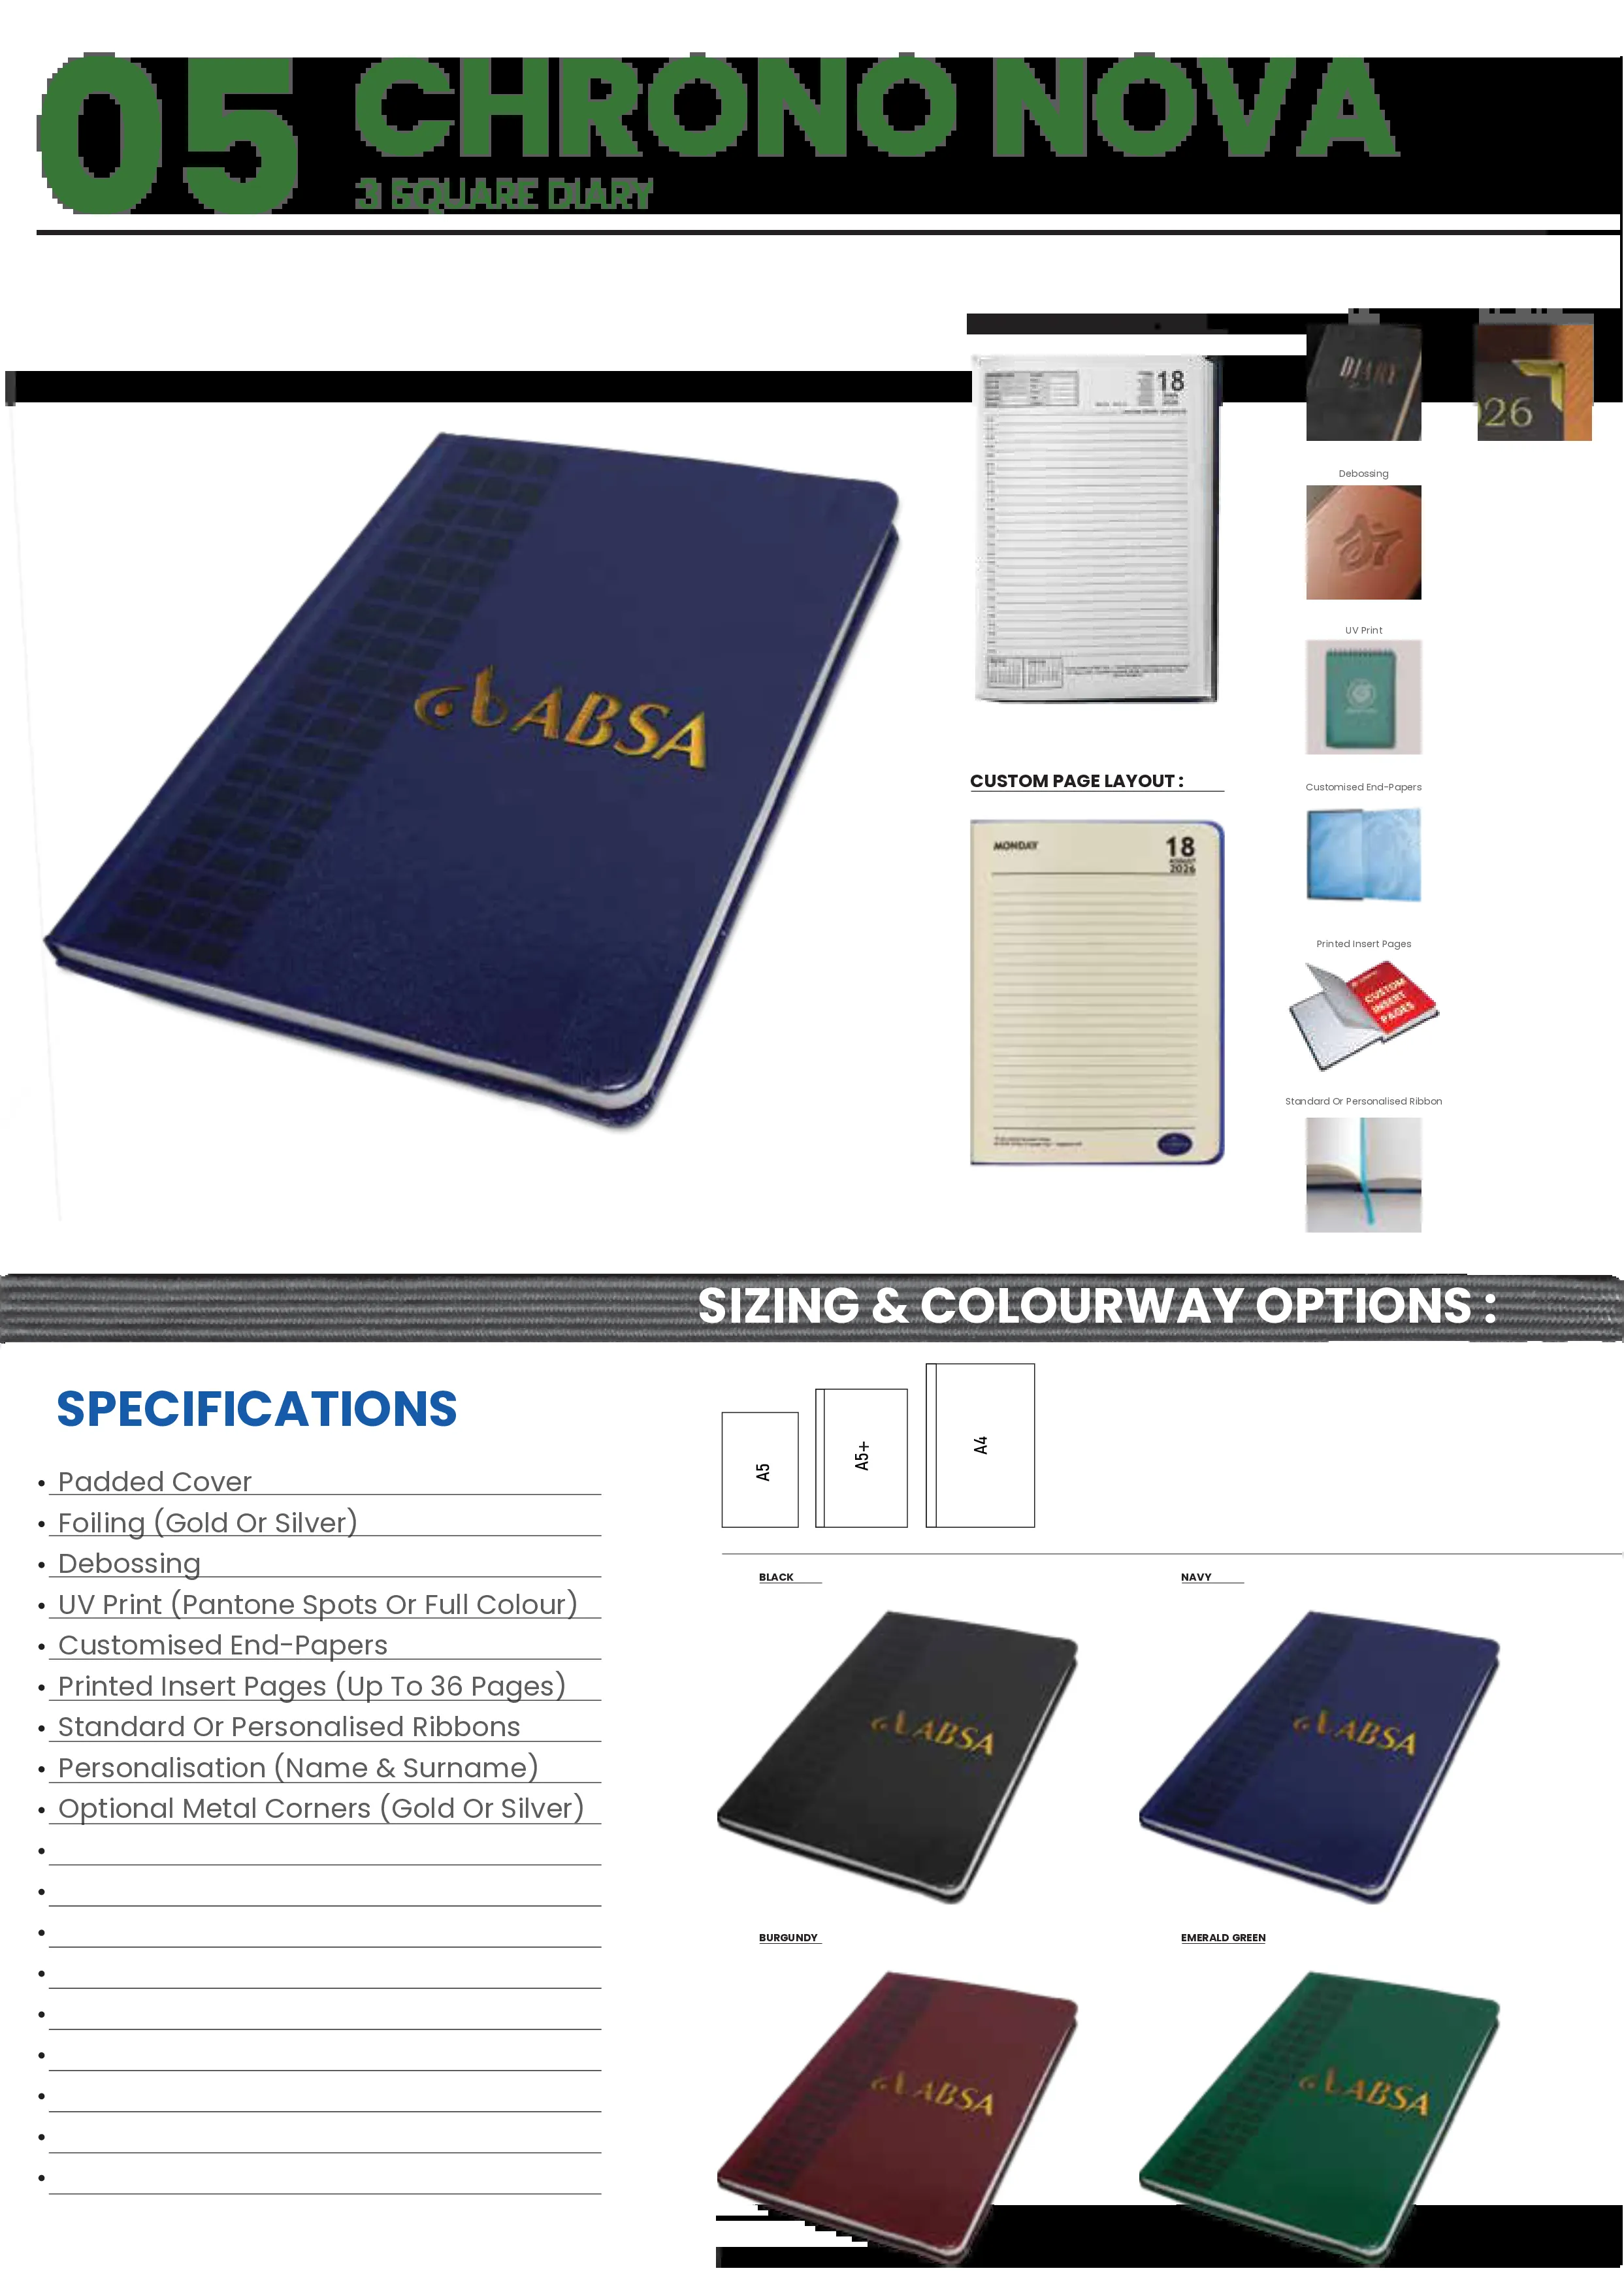 05 CHRONO NOVA
3 SQUARE DIARY
ABSA
18
2026
DIARY
026
Debossing
UV Print
Customised End-Papers
Printed Insert Pages
CUSTOM
INSERT
PAGES
Standard Or Personalised Ribbon
CUSTOM PAGE LAYOUT :
MONDAY
18
AUGUST
2026
SIZING & COLOURWAY OPTIONS :
SPECIFICATIONS
• Padded Cover
• Foiling (Gold Or Silver)
• Debossing
• UV Print (Pantone Spots Or Full Colour)
• Customised End-Papers
• Printed Insert Pages (Up To 36 Pages)
• Standard Or Personalised Ribbons
• Personalisation (Name & Surname)
• Optional Metal Corners (Gold Or Silver)
A5
A5+
A4
BLACK
ABSA
NAVY
ABSA
BURGUNDY
ABSA
EMERALD GREEN
ABSA